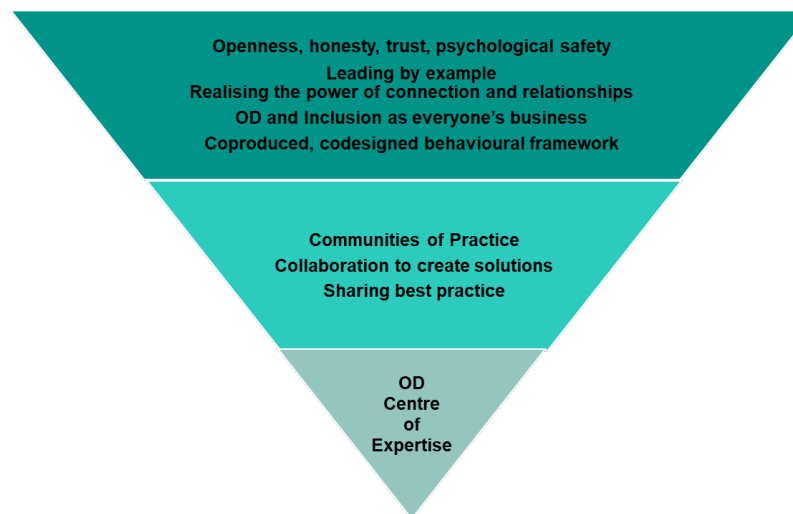 Openness, honesty, trust, psychological safety
Leading by example
Realising the power of connection and relationships
OD and Inclusion as everyone’s business
Coproduced, codesigned behavioural framework
Communities of Practice
Collaboration to create solutions
Sharing best practice
OD
Centre
of
Expertise